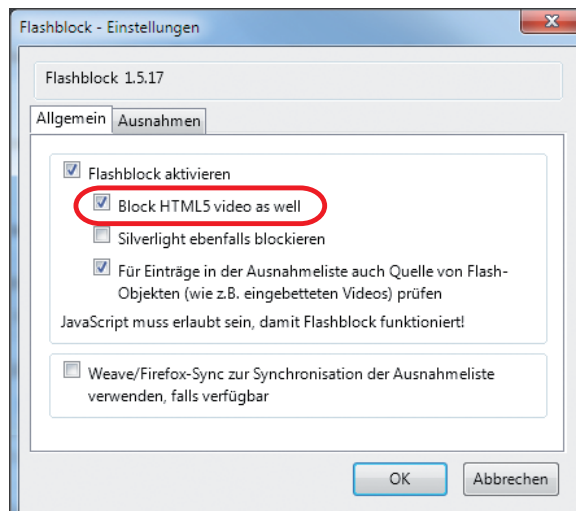 Flashblock - Einstellungen
Flashblock 1.5.17
Allgemein Ausnahmen
Flashblock aktivieren
Block HTML5 video as well
Silverlight ebenfalls blockieren
Für Einträge in der Ausnahmeliste auch Quelle von Flash-
Objekten (wie z.B. eingebetteten Videos) prüfen
JavaScript muss erlaubt sein, damit Flashblock funktioniert!
Weave/Firefox-Sync zur Synchronisation der Ausnahmeliste
verwenden, falls verfügbar
OK Abbrechen